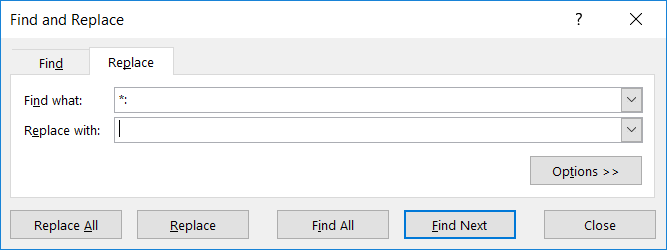 Find and Replace ?
Find Replace
Find what: *:
Replace with:
Options >>
Replace All Replace Find All Find Next Close